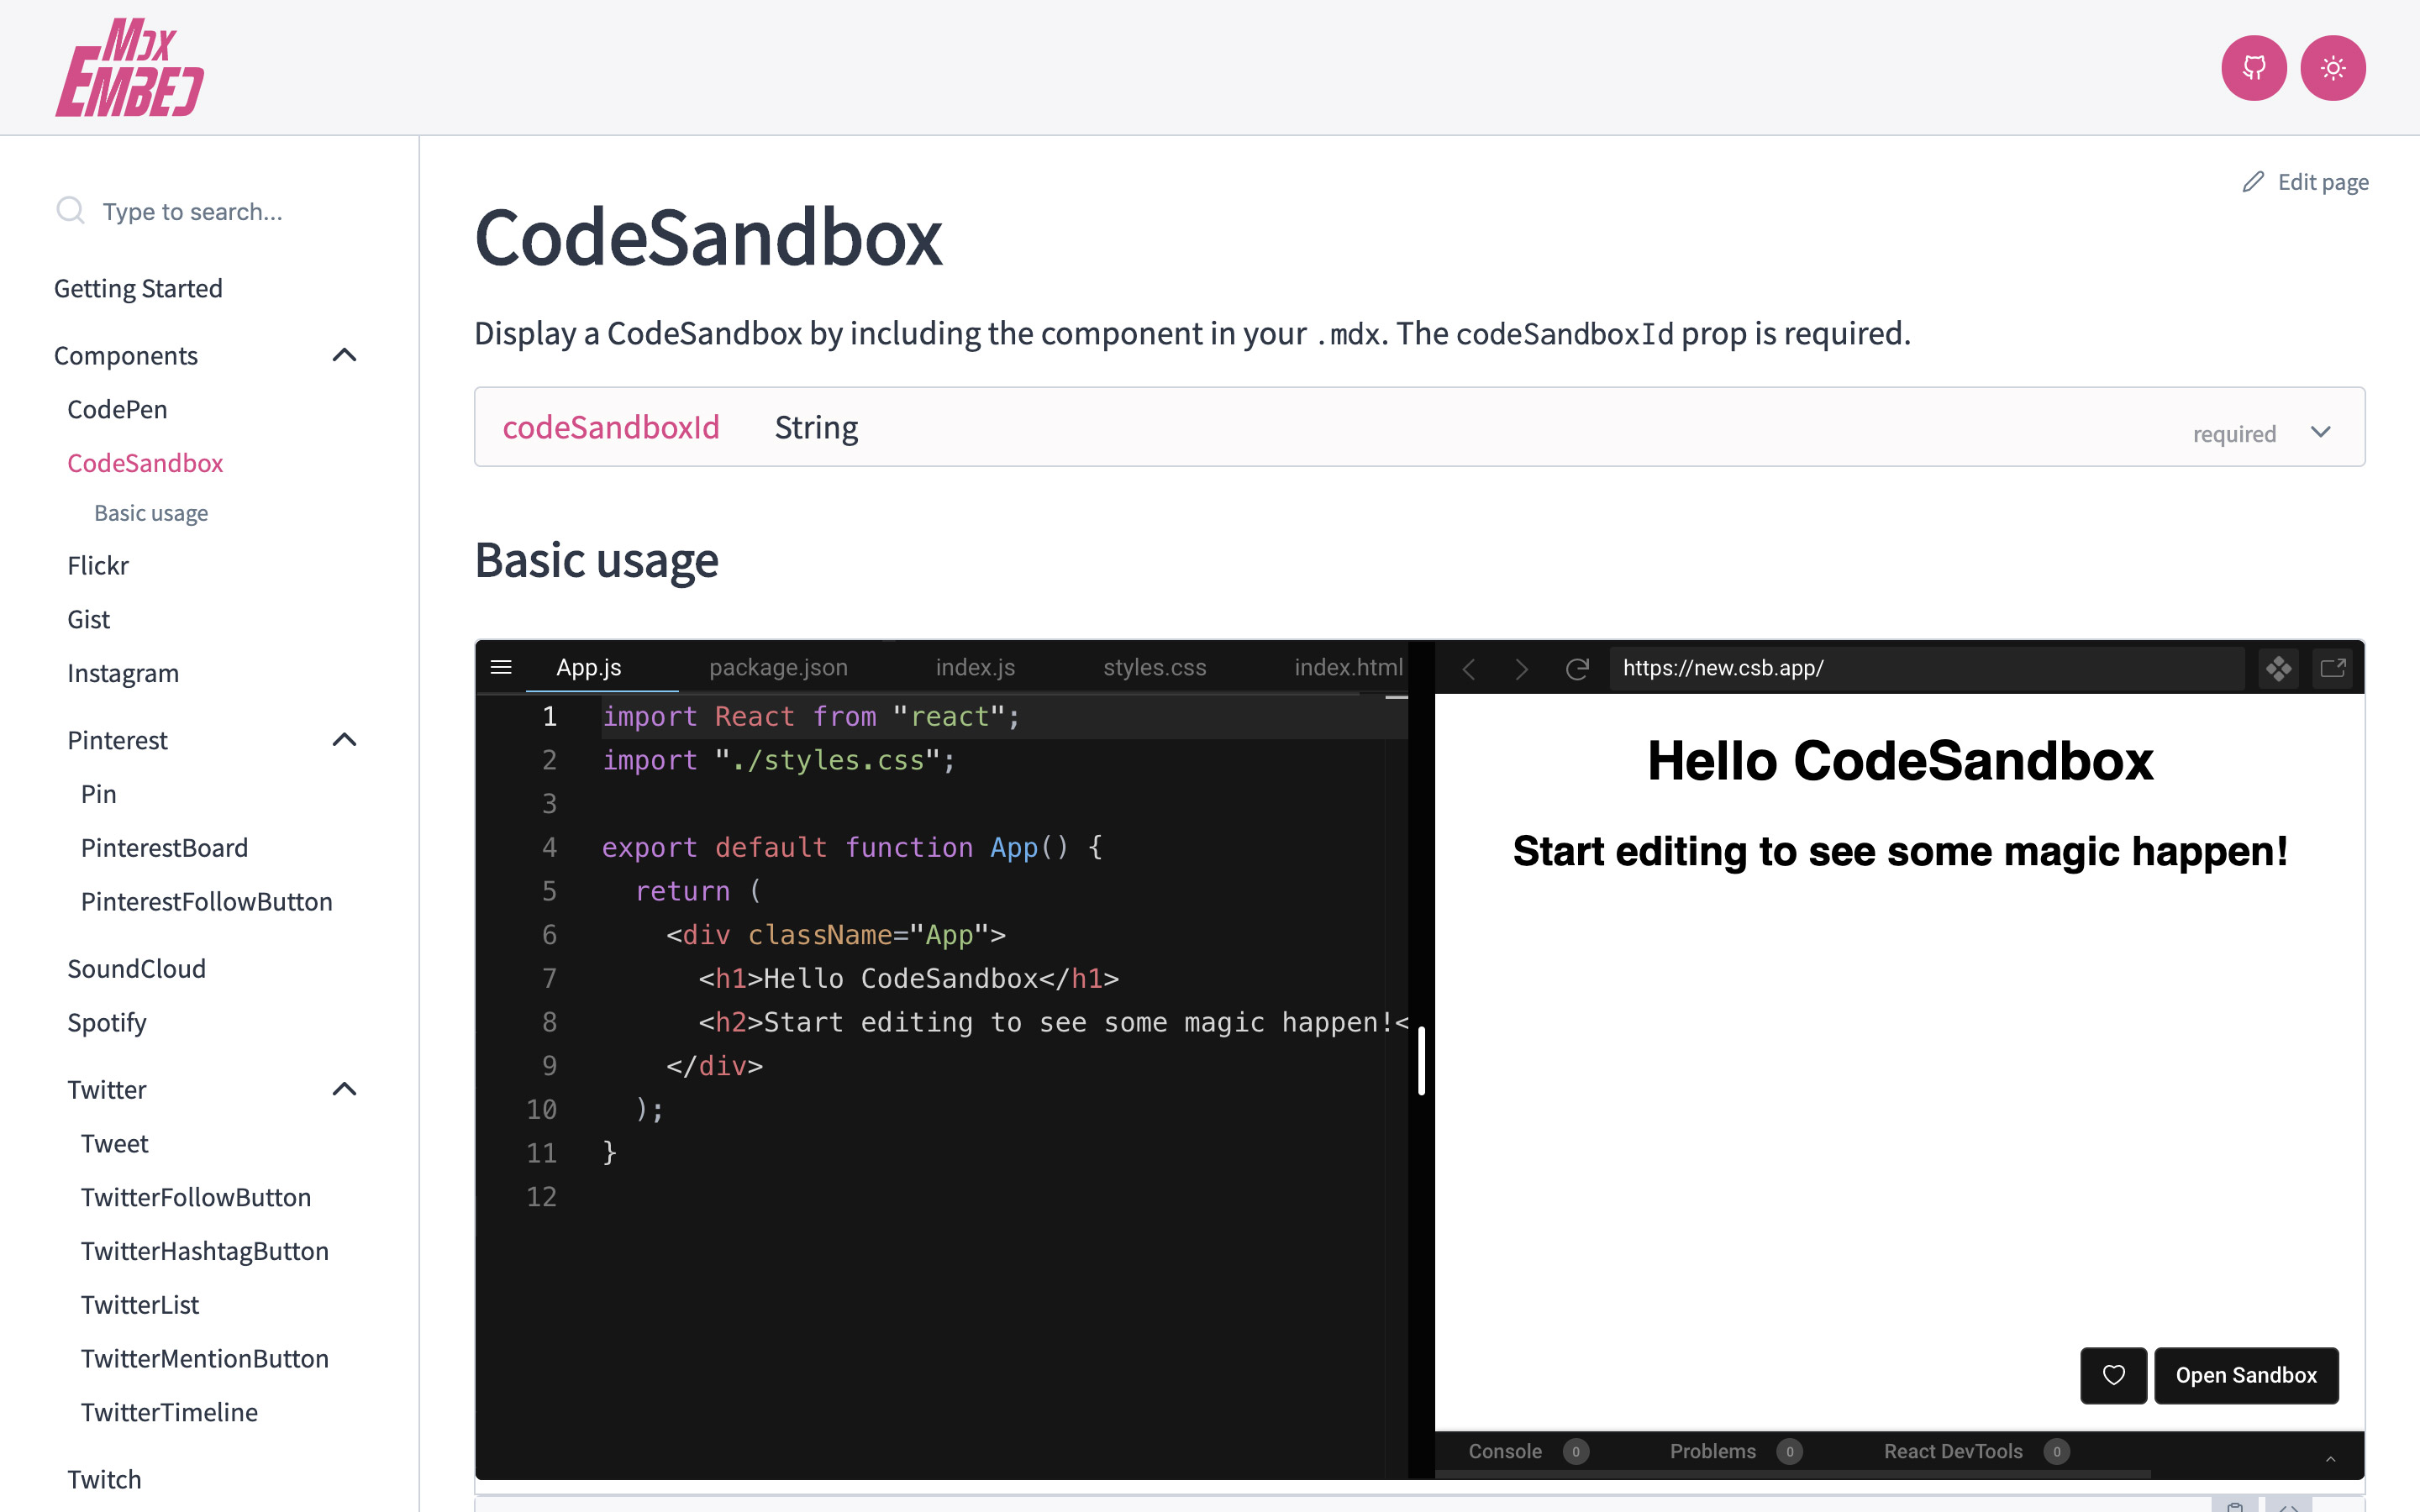 MDX
EMBED
Edit page
Type to search...
Getting Started
Components
CodePen
CodeSandbox
Basic usage
Flickr
Gist
Instagram
Pinterest
Pin
PinterestBoard
PinterestFollowButton
SoundCloud
Spotify
Twitter
Tweet
TwitterFollowButton
TwitterHashtagButton
TwitterList
TwitterMentionButton
TwitterTimeline
Twitch
CodeSandbox
Display a CodeSandbox by including the component in your .mdx. The codeSandboxId prop is required.
codeSandboxId String required
Basic usage
App.js package.json index.js styles.css index.html
1 import React from "react";
2 import "./styles.css";
3
4 export default function App() {
5 return (
6 <div className="App">
7 <h1>Hello CodeSandbox</h1>
8 <h2>Start editing to see some magic happen!<
9 </div>
10 );
11 }
12
https://new.csb.app/
Hello CodeSandbox
Start editing to see some magic happen!
Open Sandbox
Console 0 Problems 0 React DevTools 0